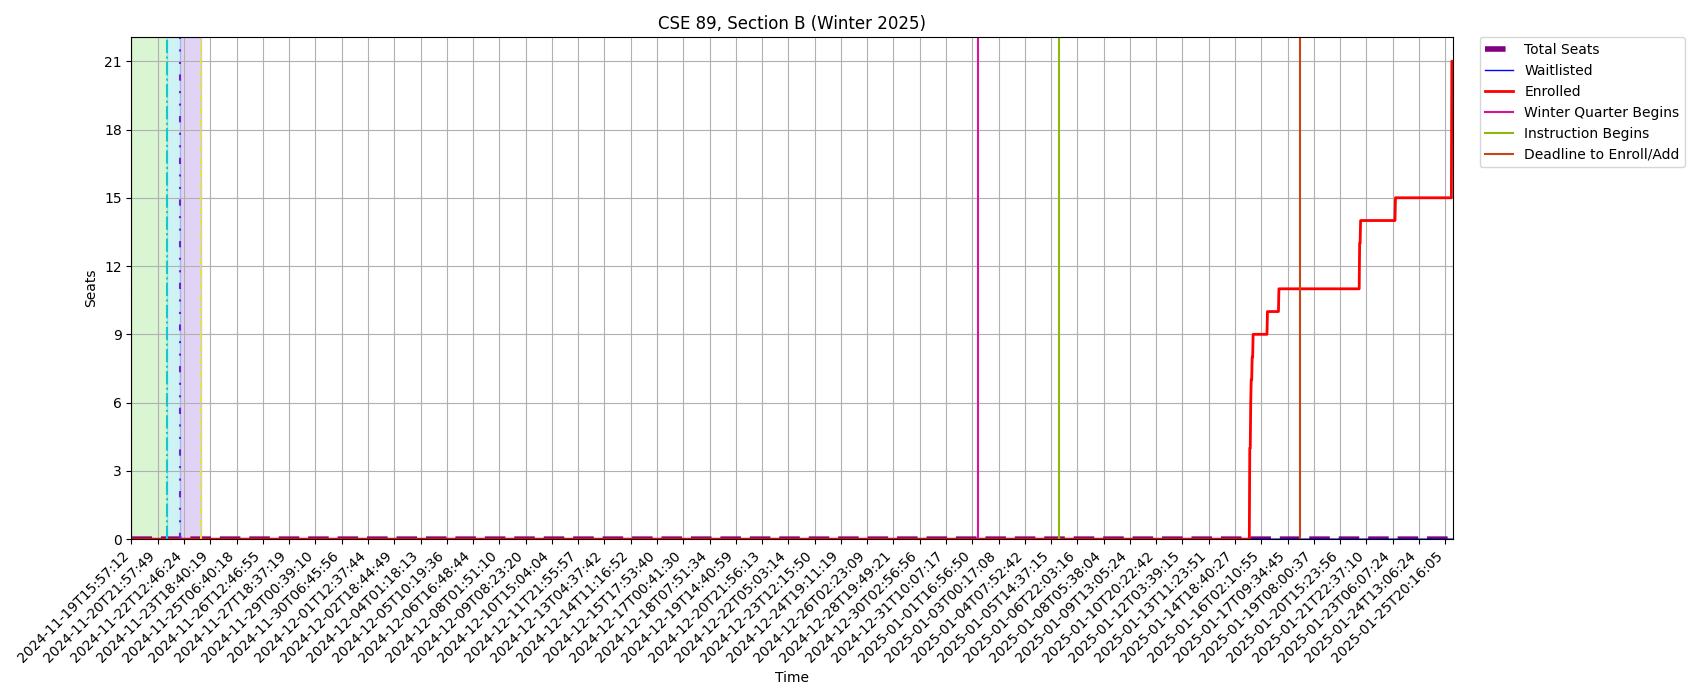 CSE 89, Section B (Winter 2025)
Total Seats
Waitlisted
Enrolled
Winter Quarter Begins
Instruction Begins
Deadline to Enroll/Add
Seats
21
18
15
12
9
6
3
0
2024-11-19T15:57:12
2024-11-20T21:57:49
2024-11-22T12:46:24
2024-11-23T18:40:19
2024-11-25T06:40:18
2024-11-26T12:46:55
2024-11-27T18:37:19
2024-11-29T00:39:10
2024-11-30T06:45:56
2024-12-01T12:37:44
2024-12-02T18:44:49
2024-12-04T01:18:13
2024-12-05T10:19:36
2024-12-06T16:48:44
2024-12-08T01:51:10
2024-12-09T08:23:20
2024-12-10T15:04:04
2024-12-11T21:55:57
2024-12-13T04:37:42
2024-12-14T11:16:52
2024-12-15T17:53:40
2024-12-17T00:41:30
2024-12-18T07:51:34
2024-12-19T14:40:59
2024-12-20T21:56:13
2024-12-22T05:03:14
2024-12-23T12:15:50
2024-12-24T19:11:19
2024-12-26T02:23:09
2024-12-28T19:49:21
2024-12-30T02:56:56
2024-12-31T10:07:17
2025-01-01T16:56:50
2025-01-03T00:17:08
2025-01-04T07:52:42
2025-01-05T14:37:15
2025-01-06T22:03:16
2025-01-08T05:38:04
2025-01-09T13:05:24
2025-01-10T20:22:42
2025-01-12T03:39:15
2025-01-13T11:23:51
2025-01-14T18:40:27
2025-01-16T02:10:55
2025-01-17T09:34:45
2025-01-19T08:00:37
2025-01-20T15:23:56
2025-01-21T22:37:10
2025-01-23T06:07:24
2025-01-24T13:06:24
2025-01-25T20:16:05
Time